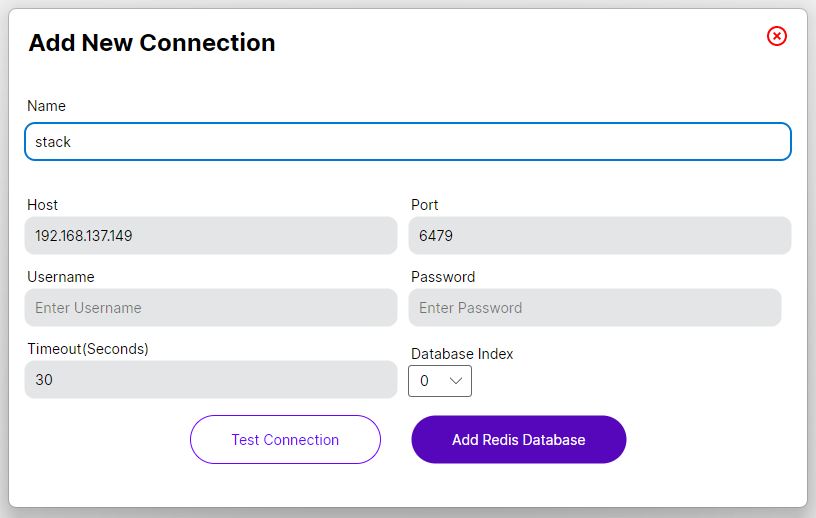 Add New Connection
Name
stack
Host
Port
192.168.137.149
6479
Username
Password
Enter Username
Enter Password
Timeout(Seconds)
Database Index
30
0
Test Connection
Add Redis Database